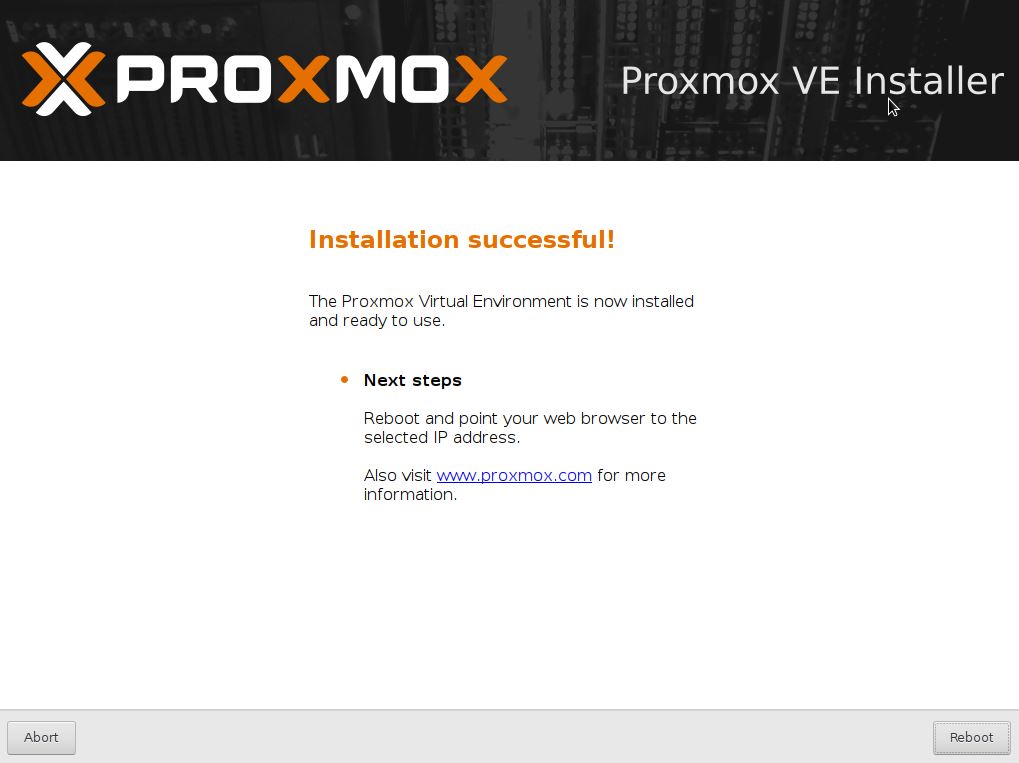 PROXMOX
Proxmox VE Installer
Installation successful!
The Proxmox Virtual Environment is now installed
and ready to use.
Next steps
Reboot and point your web browser to the
selected IP address.
Also visit www.proxmox.com for more
information.
Abort
Reboot